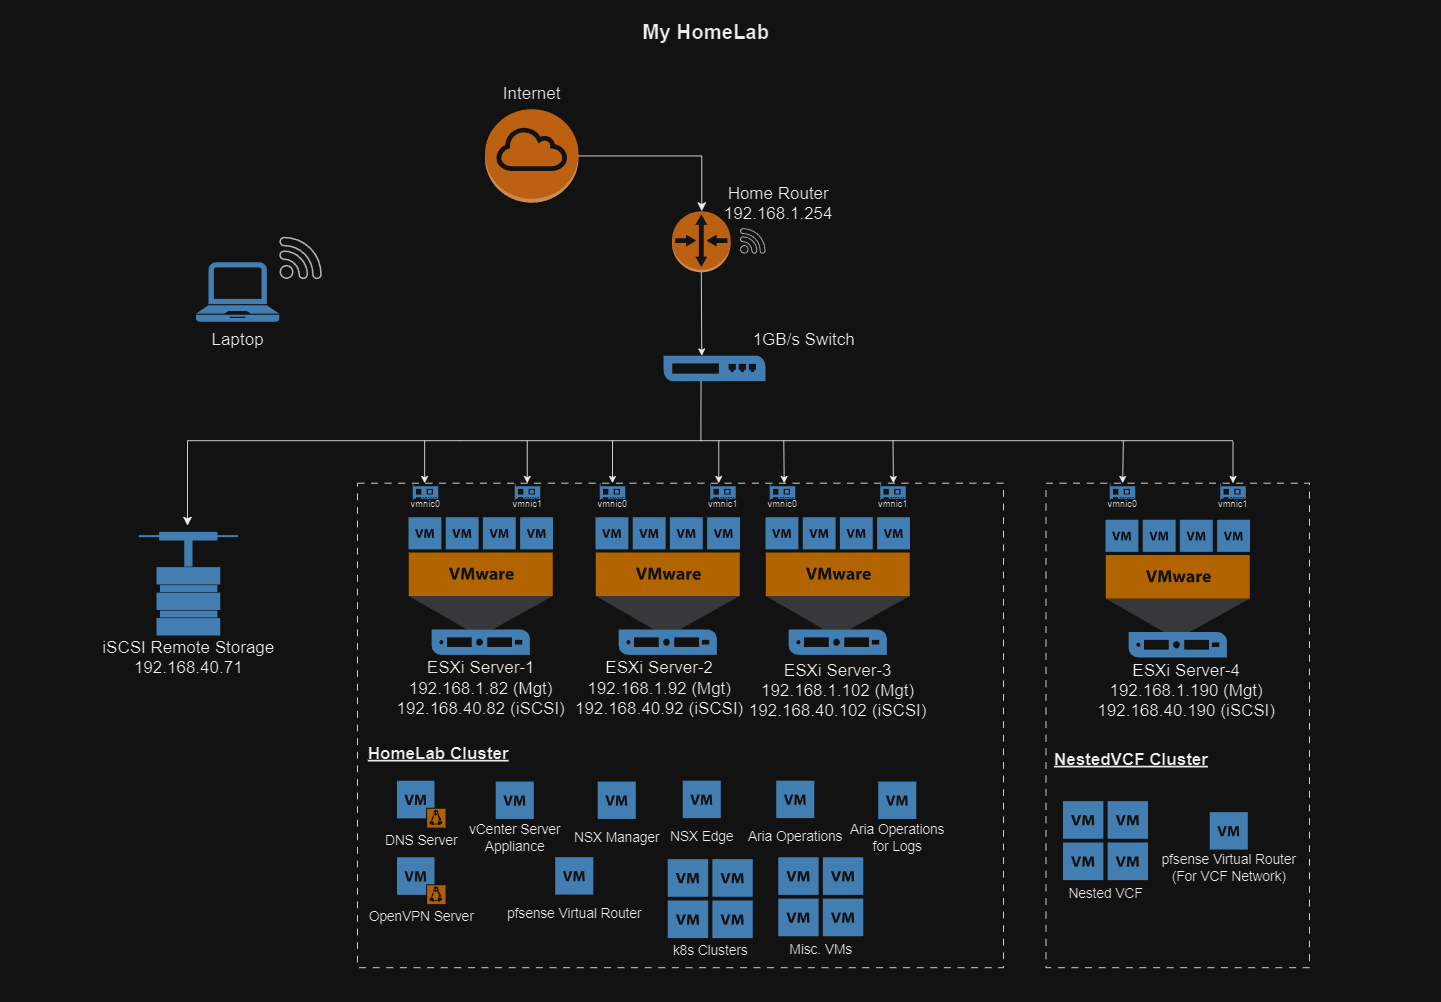 My HomeLab
Internet
Home Router
192.168.1.254
Laptop
1GB/s Switch
vmnic0
vmnic1
vmnic0
vmnic1
vmnic0
vmnic1
vmnic0
vmnic1
VM VM VM VM
VM VM VM VM
VM VM VM VM
VM VM VM VM
VMware
VMware
VMware
VMware
iSCSI Remote Storage
192.168.40.71
ESXi Server-1
192.168.1.82 (Mgt)
192.168.40.82 (iSCSI)
ESXi Server-2
192.168.1.92 (Mgt)
192.168.40.92 (iSCSI)
ESXi Server-3
192.168.1.102 (Mgt)
192.168.40.102 (iSCSI)
ESXi Server-4
192.168.1.190 (Mgt)
192.168.40.190 (iSCSI)
HomeLab Cluster
VM
DNS Server
VM
vCenter Server
Appliance
VM
NSX Manager
VM
NSX Edge
VM
Aria Operations
VM
Aria Operations
for Logs
VM
OpenVPN Server
VM
pfsense Virtual Router
VM VM
VM VM
k8s Clusters
VM VM
VM VM
Misc. VMs
NestedVCF Cluster
VM VM
VM VM
Nested VCF
VM
pfsense Virtual Router
(For VCF Network)